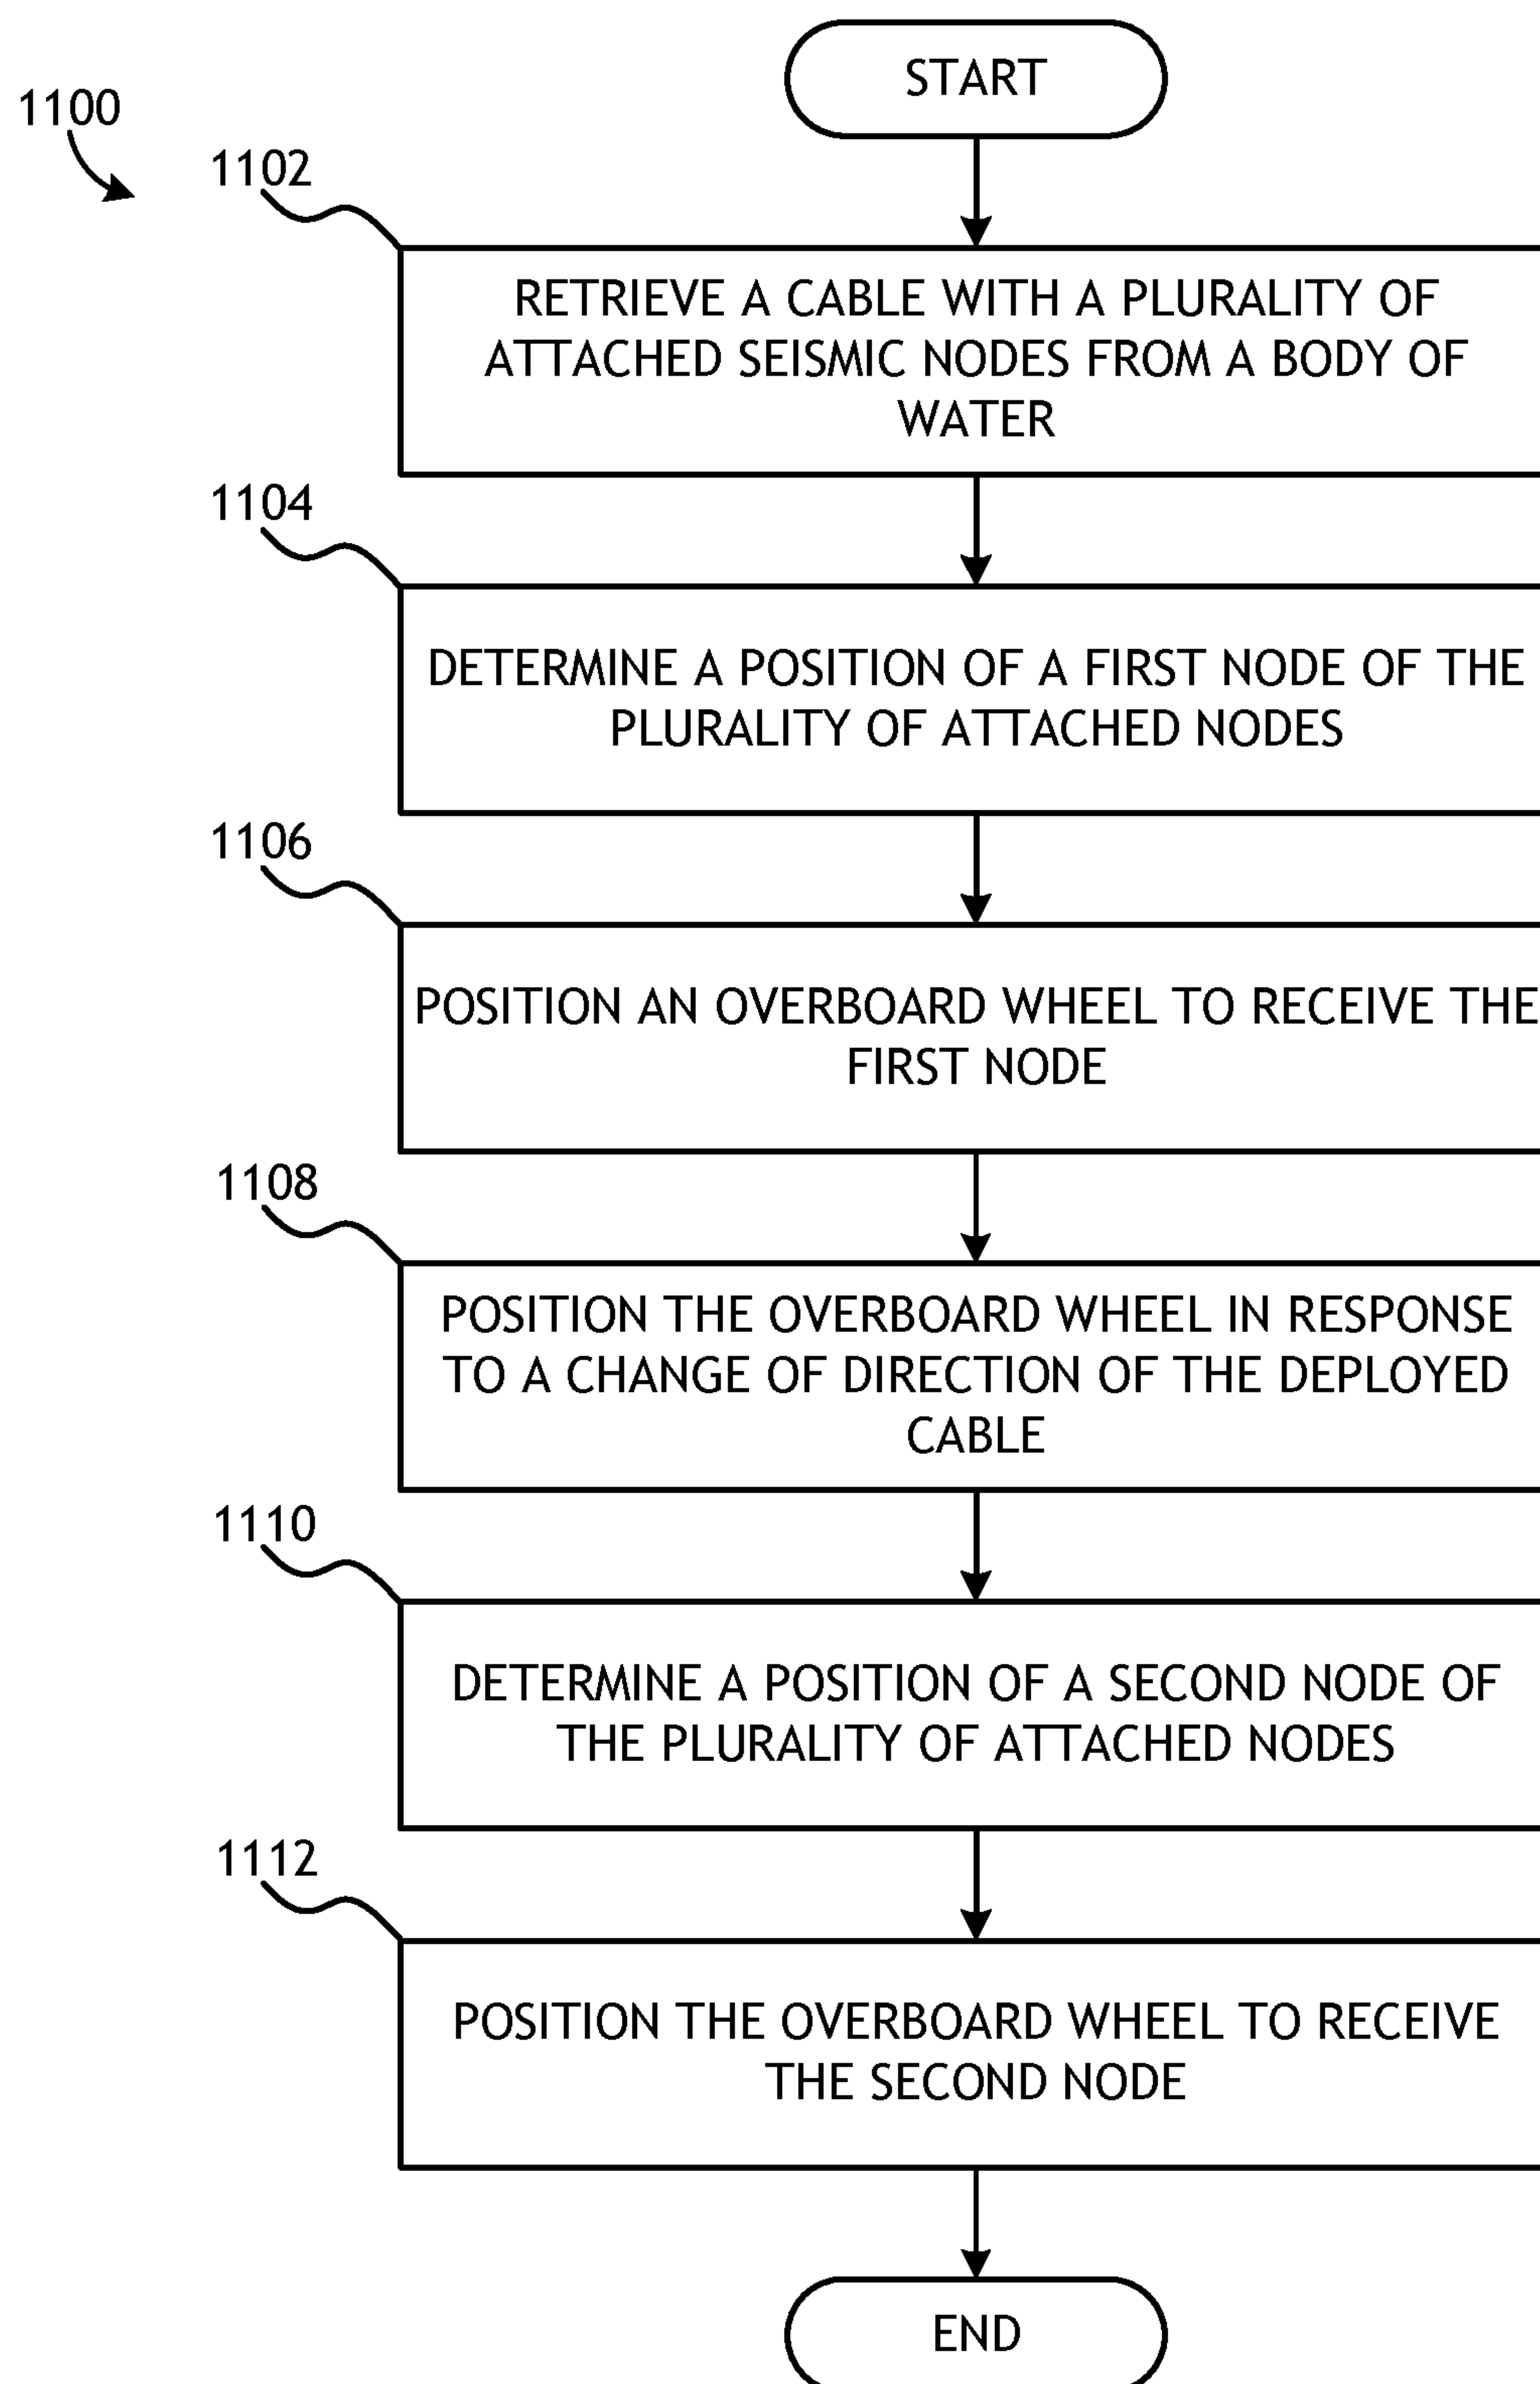 START
1100
1102
RETRIEVE A CABLE WITH A PLURALITY OF
ATTACHED SEISMIC NODES FROM A BODY OF
WATER
1104
DETERMINE A POSITION OF A FIRST NODE OF THE
PLURALITY OF ATTACHED NODES
1106
POSITION AN OVERBOARD WHEEL TO RECEIVE THE
FIRST NODE
1108
POSITION THE OVERBOARD WHEEL IN RESPONSE
TO A CHANGE OF DIRECTION OF THE DEPLOYED
CABLE
1110
DETERMINE A POSITION OF A SECOND NODE OF
THE PLURALITY OF ATTACHED NODES
1112
POSITION THE OVERBOARD WHEEL TO RECEIVE
THE SECOND NODE
END